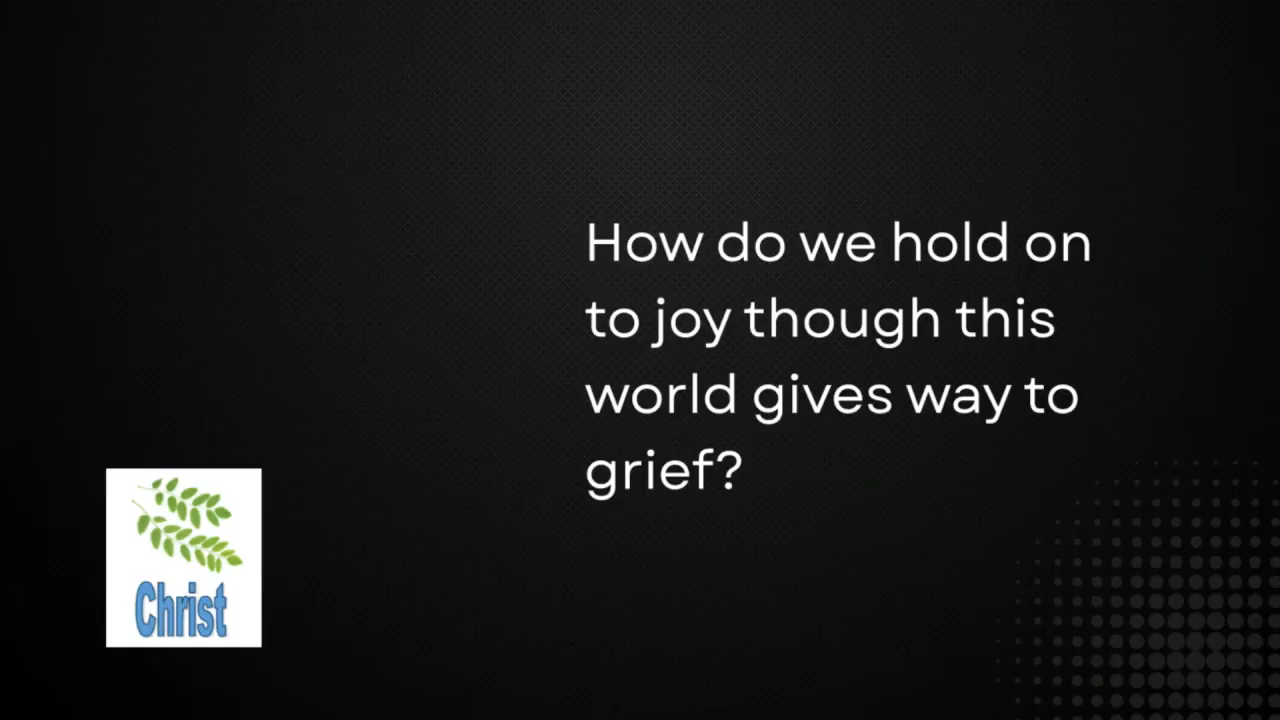 How do we hold on
to joy though this
world gives way to
grief?
Christ